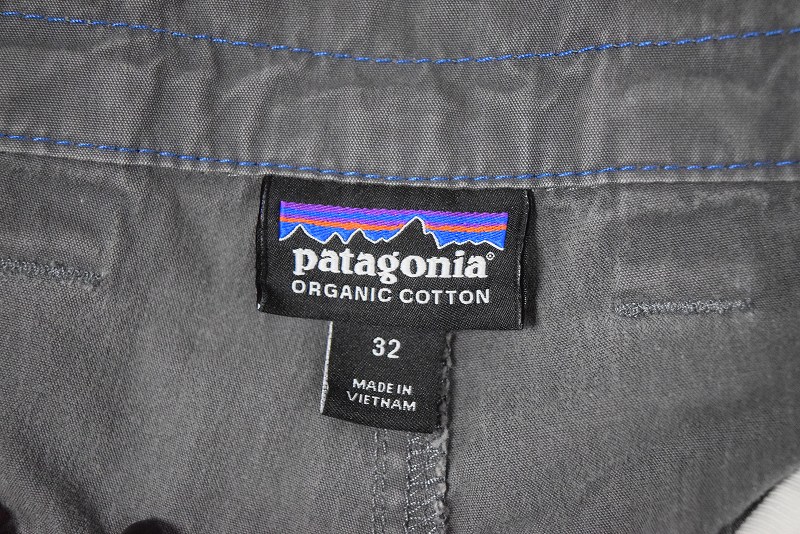 patagonia®
ORGANIC COTTON
32
MADE IN
VIETNAM